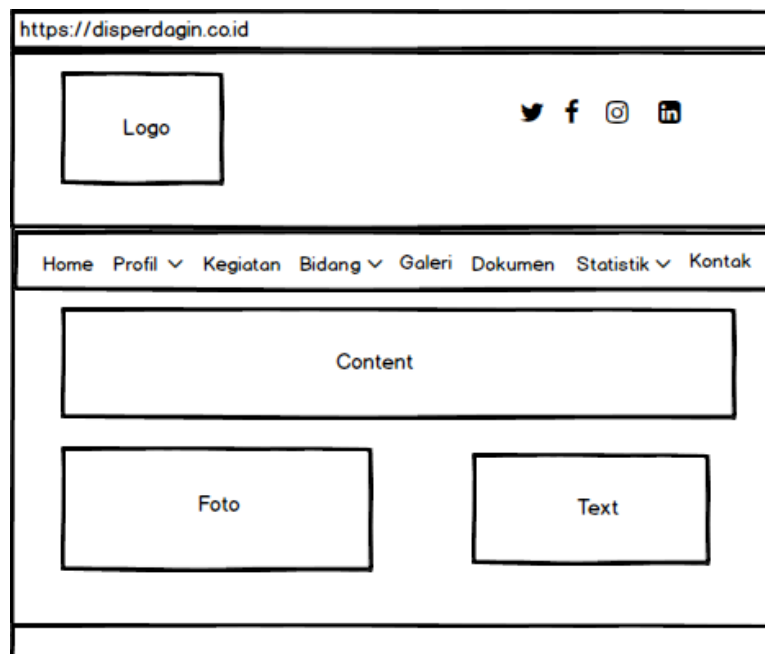 https://disperdagin.co.id
Logo
Home Profil Kegiatan Bidang Galeri Dokumen Statistik Kontak
Content
Foto Text